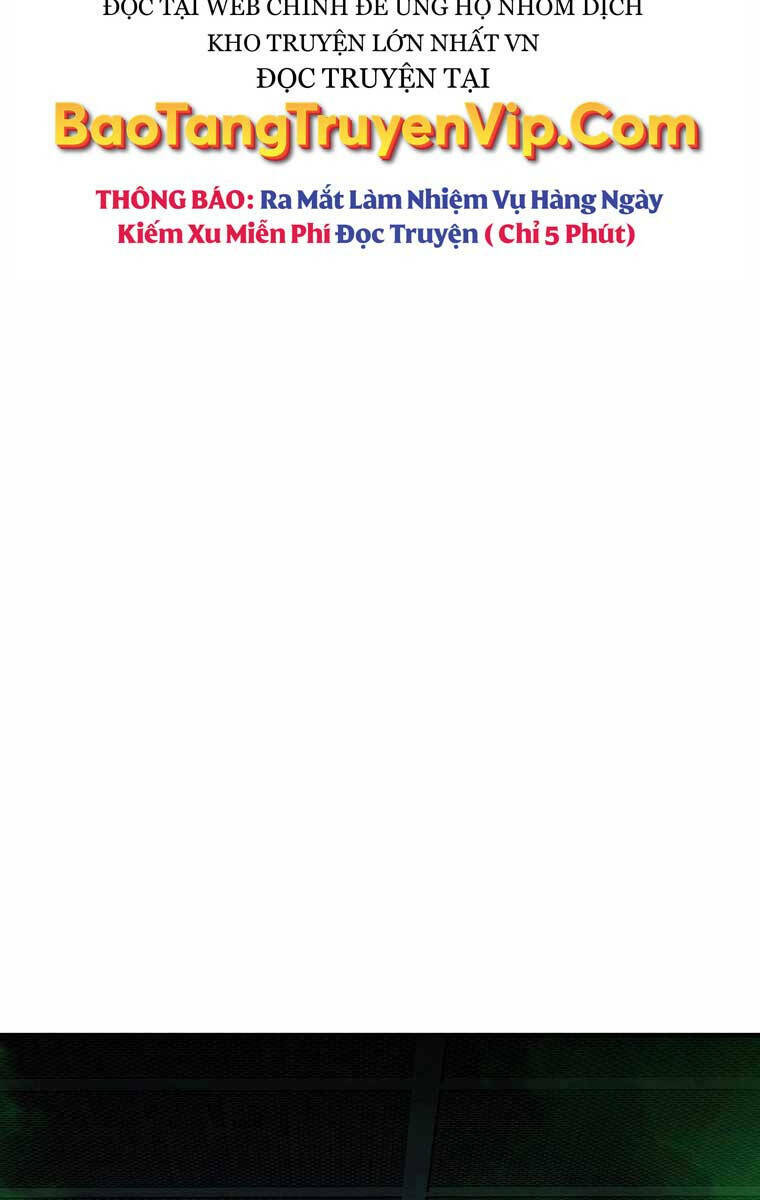 ĐỌC TẠI WEB CHÍNH ĐỂ ỦNG HỘ NHÓM DỊCH
KHO TRUYỆN LỚN NHẤT VN
ĐỌC TRUYỆN TẠI
BaoTangTruyenVip.Com
THÔNG BÁO: Ra Mắt Làm Nhiệm Vụ Hàng Ngày
Kiếm Xu Miễn Phí Đọc Truyện ( Chỉ 5 Phút)